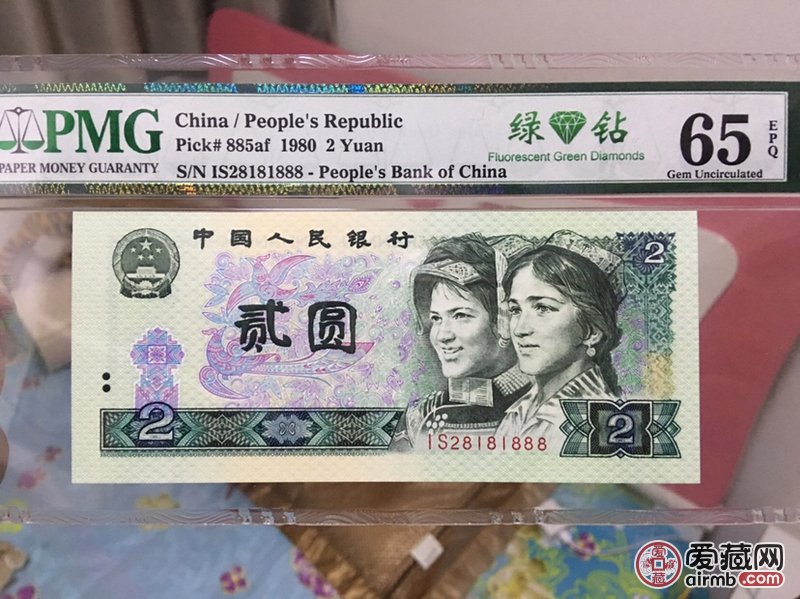 PMG
PAPER MONEY GUARANTY
China / People's Republic
Pick# 885af 1980 2 Yuan
S/N IS28181888 - People's Bank of China
绿 钻
Fluorescent Green Diamonds
65 EPQ
Gem Uncirculated
中国人民银行
2
贰圆
2
IS28181888
2
爱藏网
airmb.com